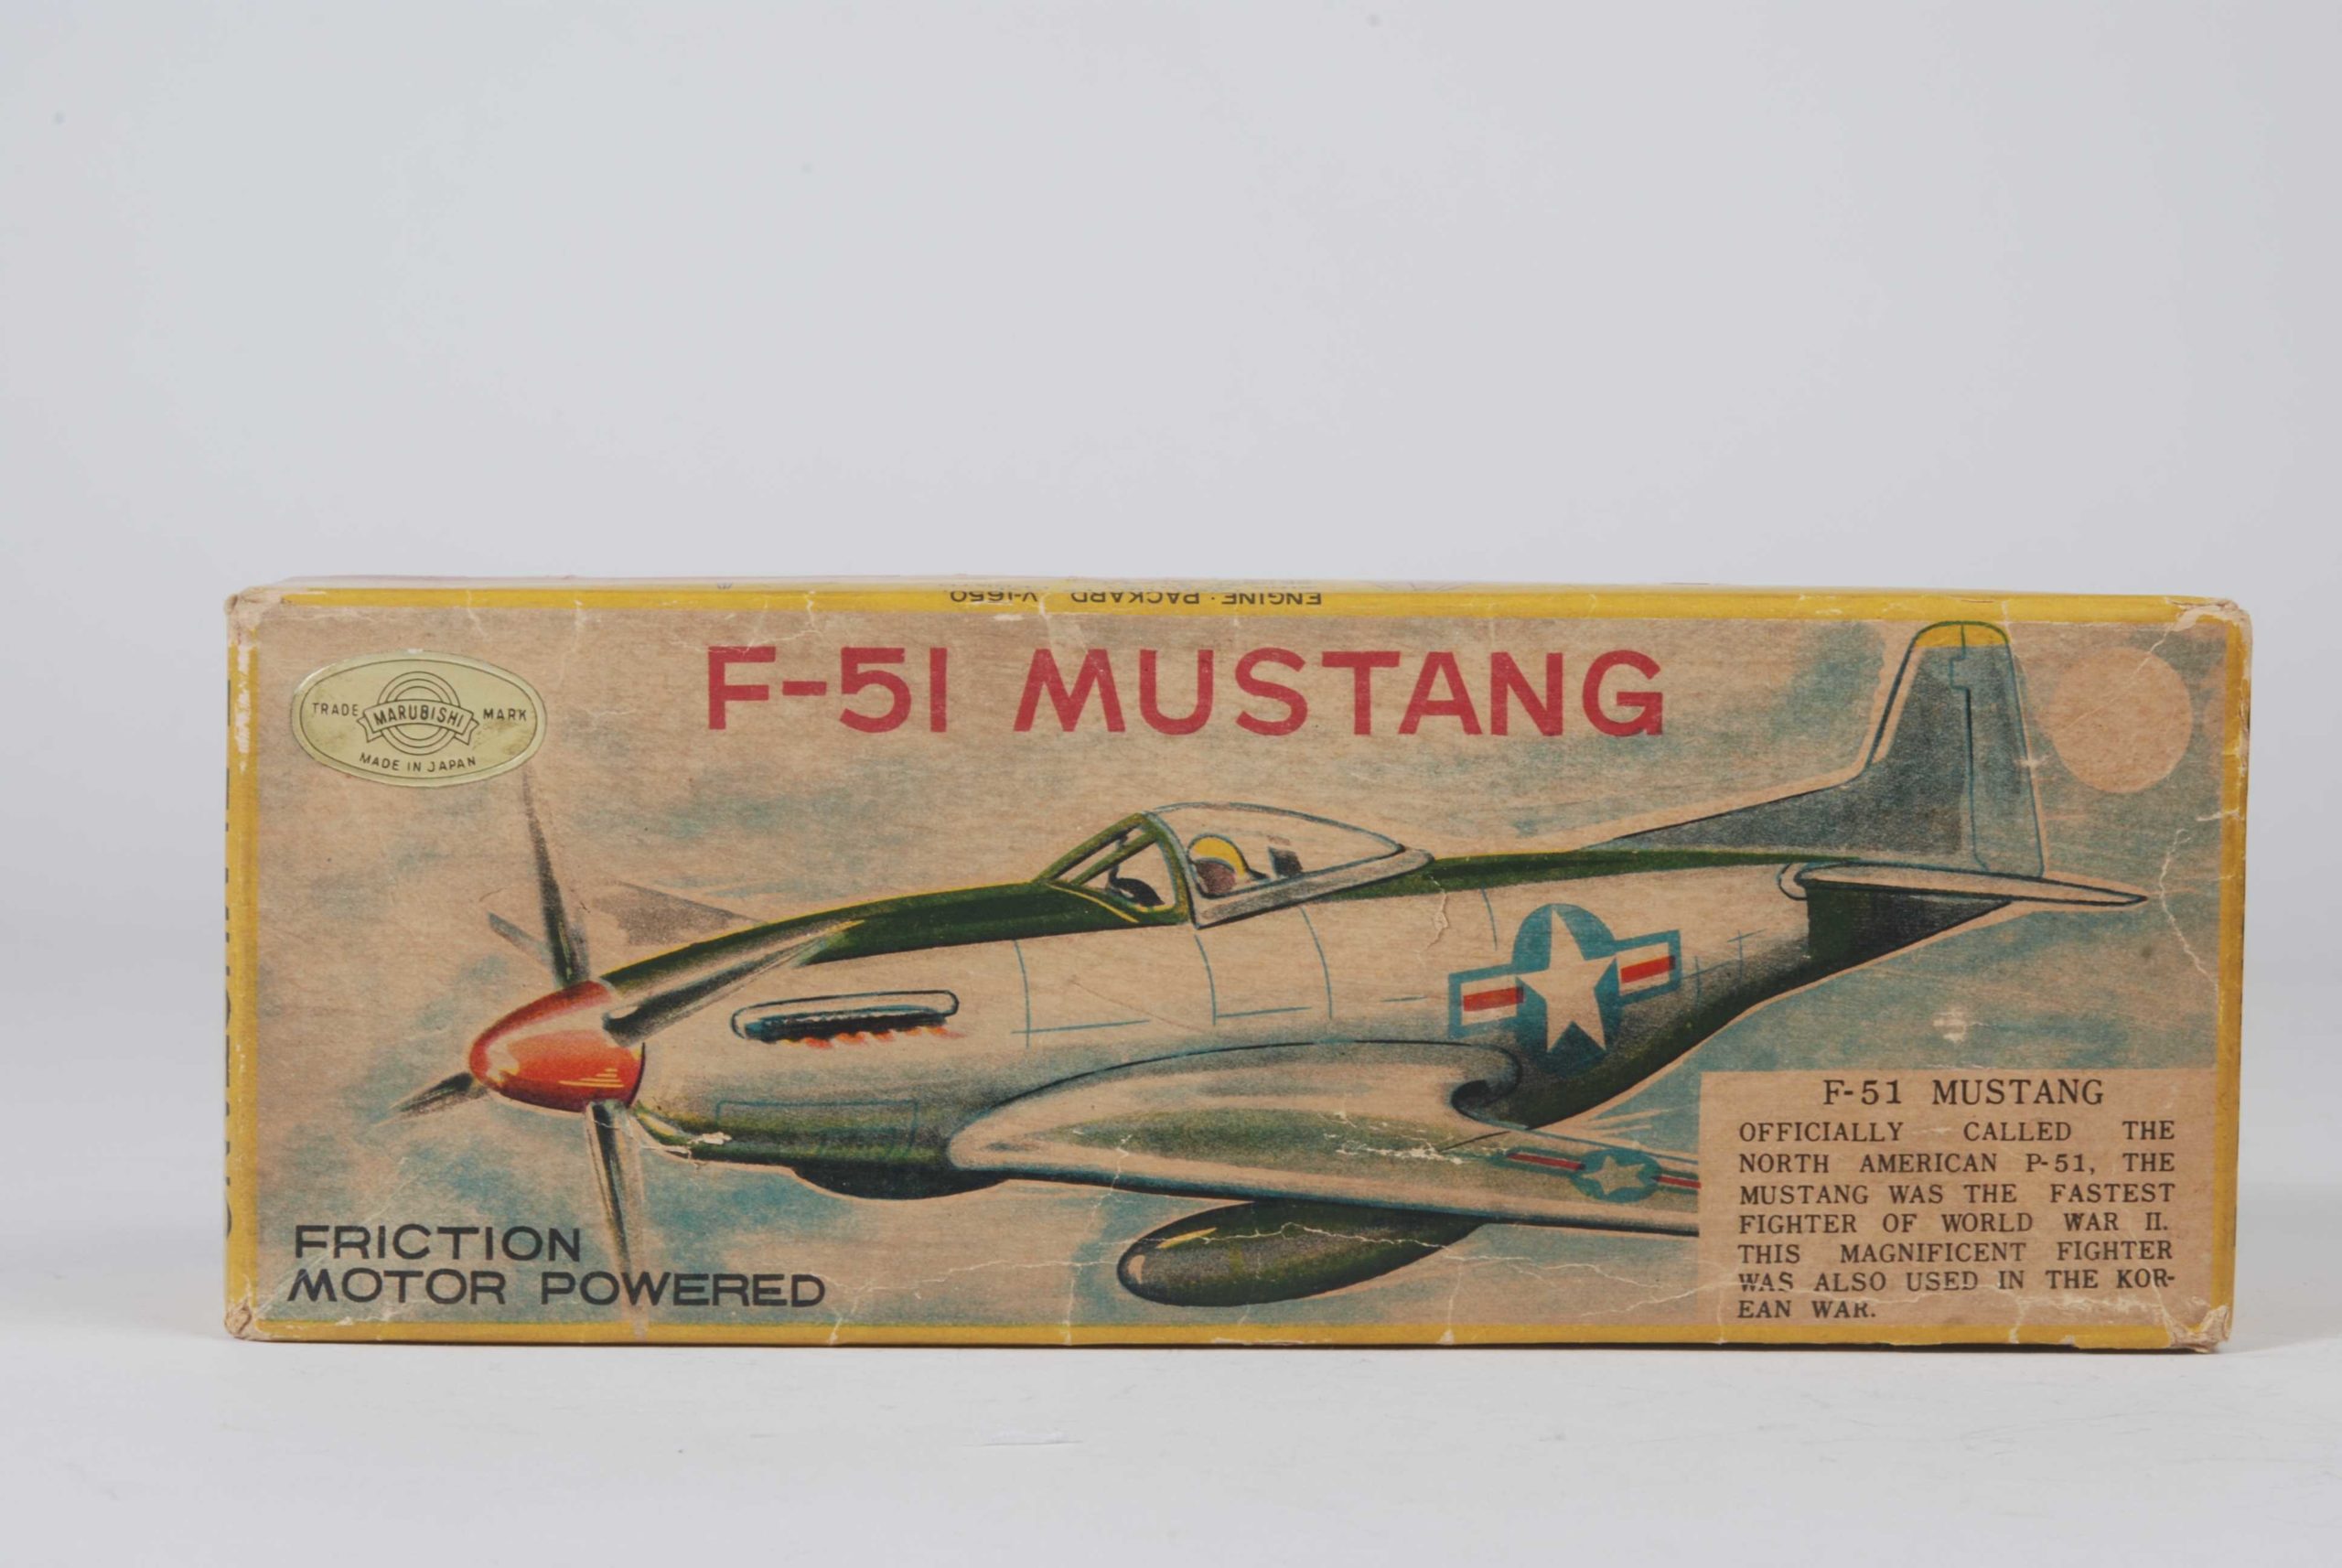 ENGINE · PACKARD V-1650
F-51 MUSTANG
TRADE MARUBISHI MARK
MADE IN JAPAN
FRICTION
MOTOR POWERED
F-51 MUSTANG
OFFICIALLY CALLED THE
NORTH AMERICAN P-51, THE
MUSTANG WAS THE FASTEST
FIGHTER OF WORLD WAR II.
THIS MAGNIFICENT FIGHTER
WAS ALSO USED IN THE KOR-
EAN WAR.